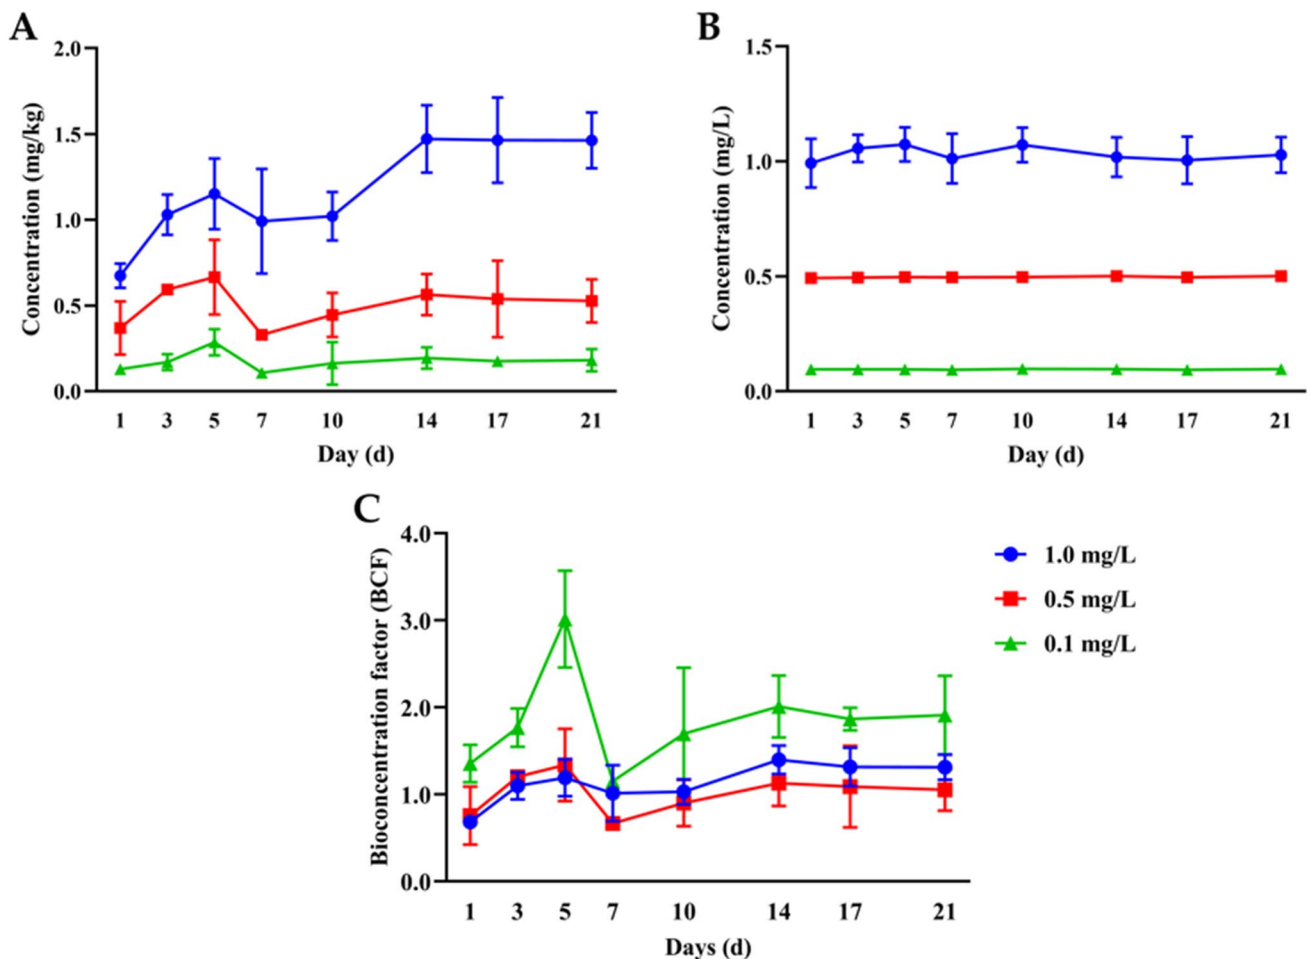 A
Concentration (mg/kg)
2.0
1.5
1.0
0.5
0.0
1 3 5 7 10 14 17 21
Day (d)
B
Concentration (mg/L)
1.5
1.0
0.5
0.0
1 3 5 7 10 14 17 21
Day (d)
C
Bioconcentration factor (BCF)
4.0
3.0
2.0
1.0
0.0
1 3 5 7 10 14 17 21
Days (d)
1.0 mg/L
0.5 mg/L
0.1 mg/L